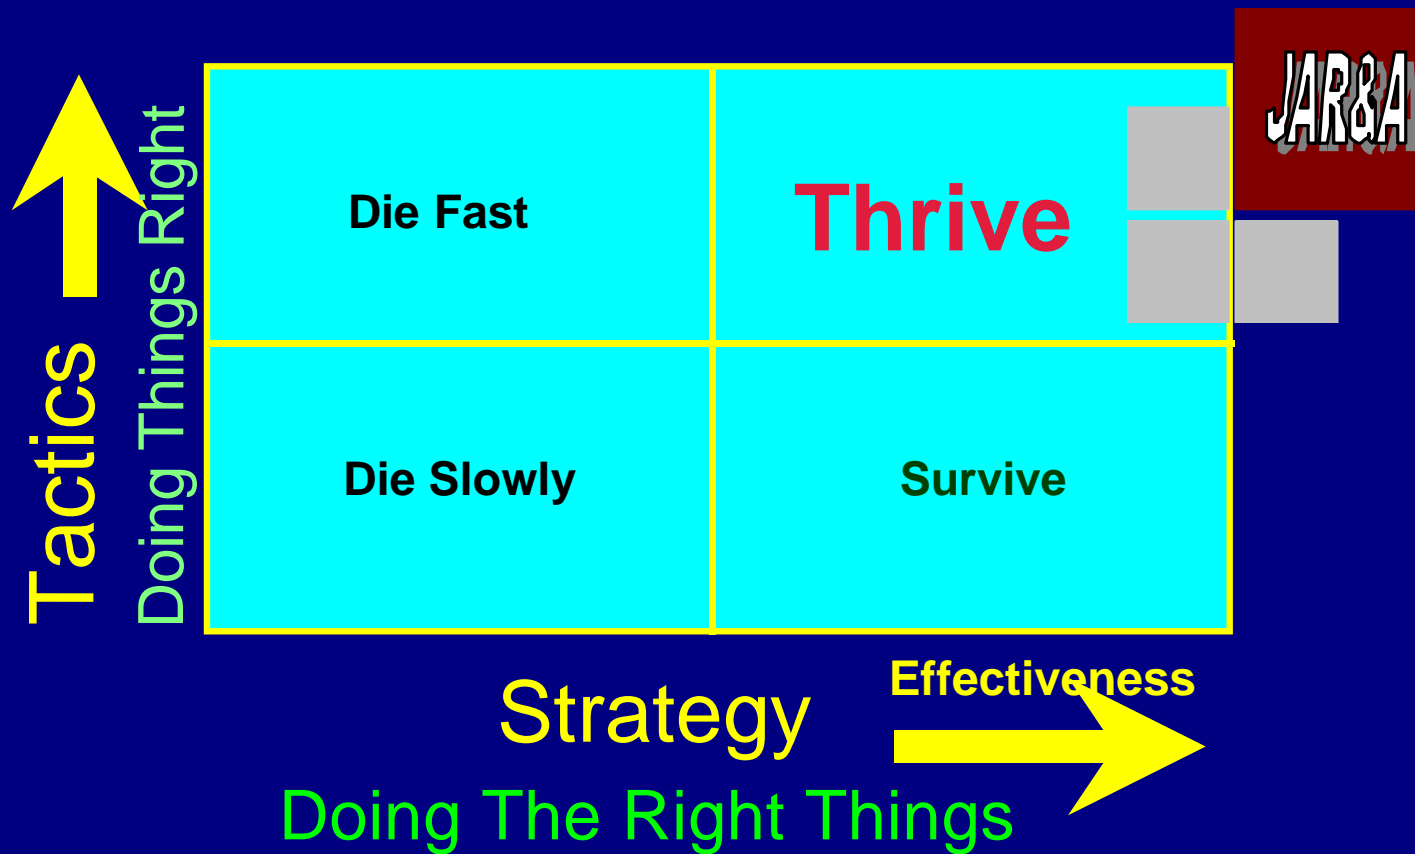 JAR&A
Tactics
Doing Things Right
Die Fast
Thrive
Die Slowly
Survive
Effectiveness
Strategy
Doing The Right Things